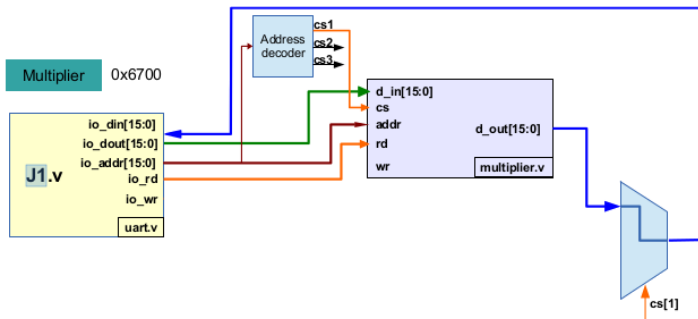 Address
decoder
cs1
cs2
cs3
Multiplier 0x6700
d_in[15:0]
cs
addr
rd
wr
d_out[15:0]
multiplier.v
io_din[15:0]
io_dout[15:0]
io_addr[15:0]
io_rd
io_wr
J1.v
uart.v
cs[1]